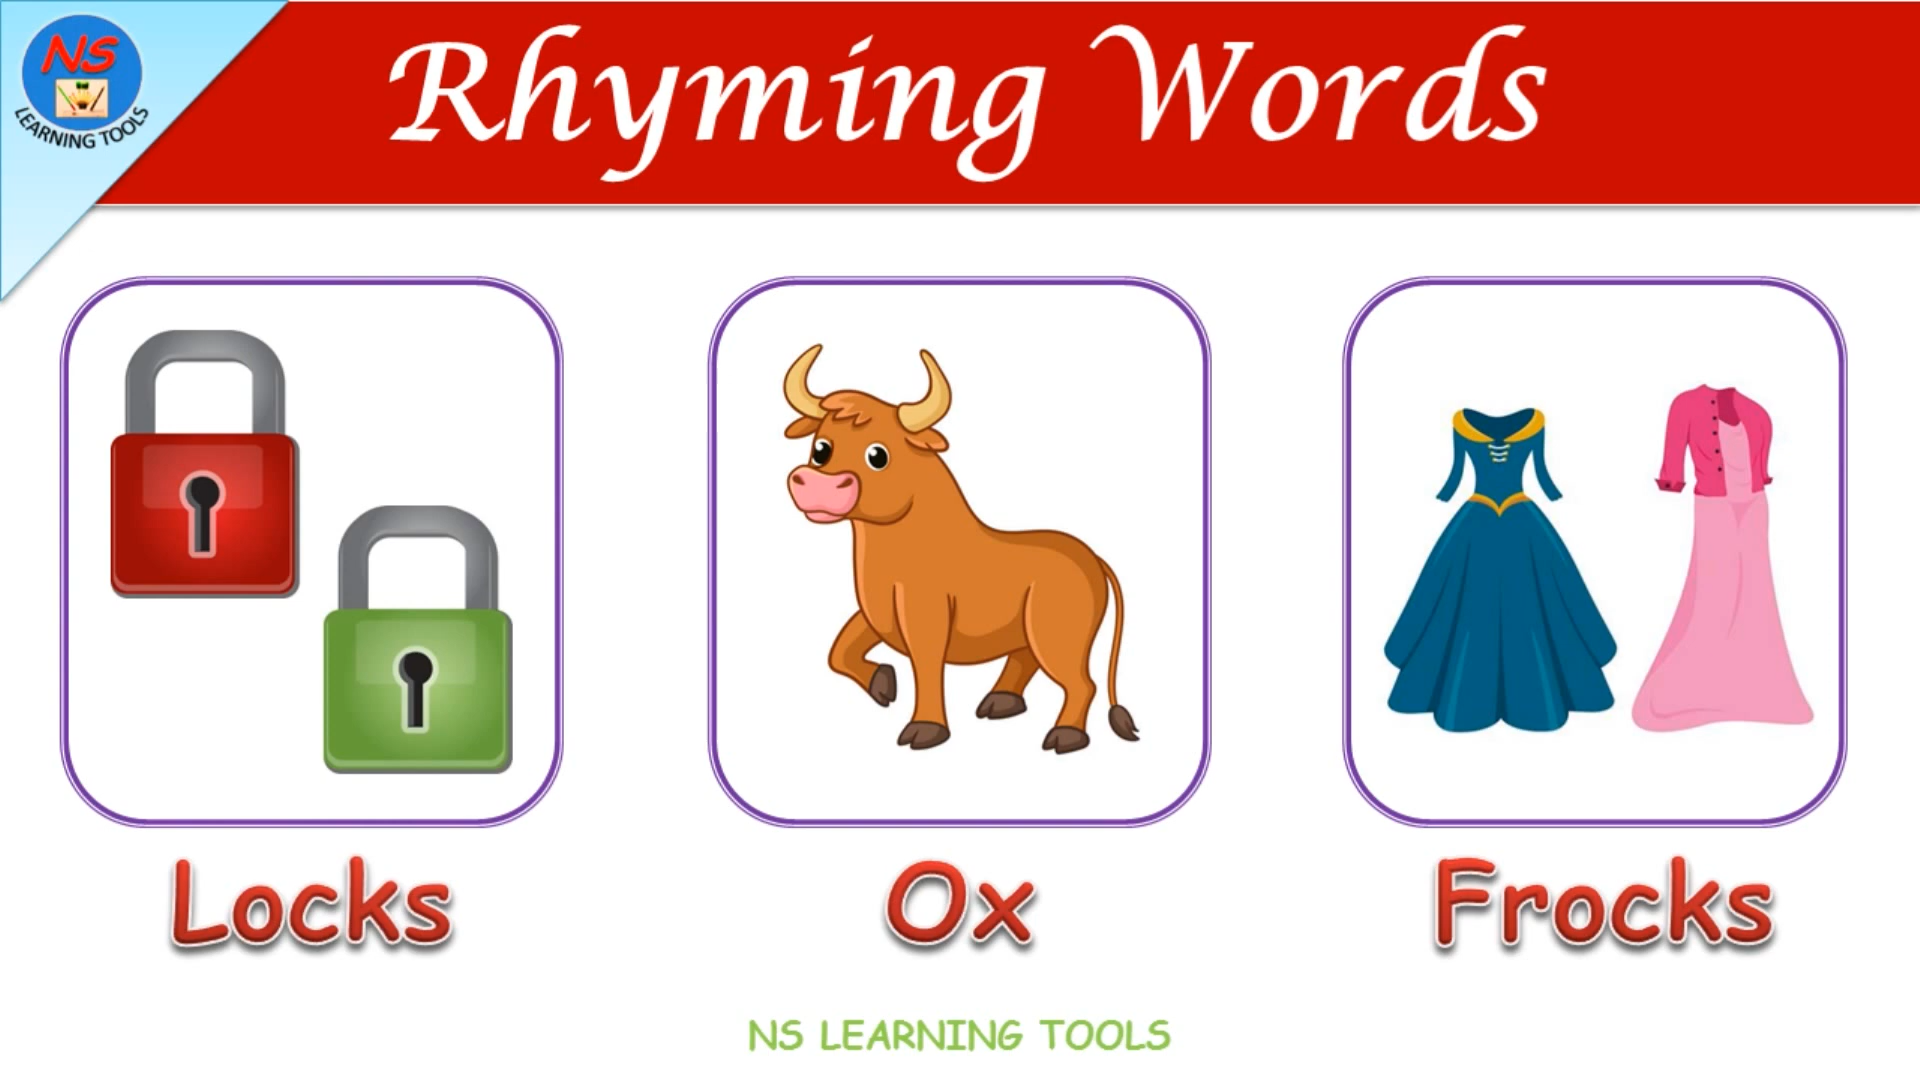 NS
LEARNING TOOLS
Rhyming Words
Locks
Ox
Frocks
NS LEARNING TOOLS